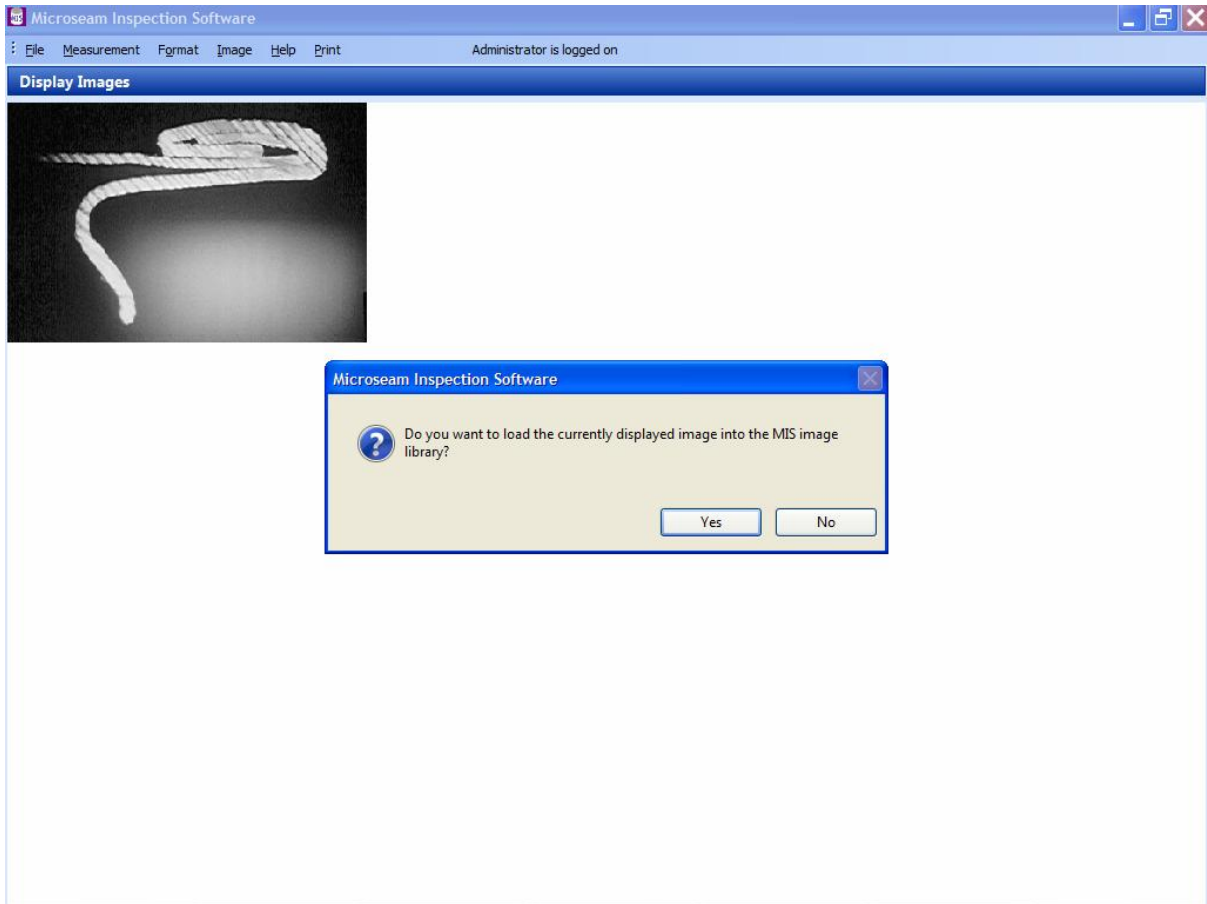 MIS
Microseam Inspection Software
File Measurement Format Image Help Print Administrator is logged on
Display Images
Microseam Inspection Software
Do you want to load the currently displayed image into the MIS image
library?
Yes No